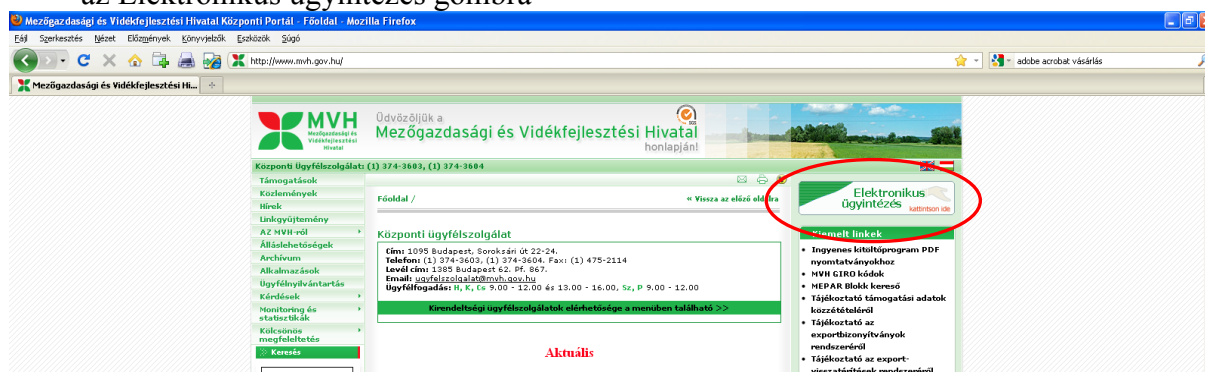 az Elektronikus ügyintézés gombra
Mezőgazdasági és Vidékfejlesztési Hivatal Központi Portál - Főoldal - Mozilla Firefox
Fájl Szerkesztés Nézet Előzmények Könyvjelzők Eszközök Súgó
http://www.mvh.gov.hu/
adobe acrobat vásárlás
Mezőgazdasági és Vidékfejlesztési Hi...
MVH
Mezőgazdasági és
Vidékfejlesztési
Hivatal
Üdvözöljük a
Mezőgazdasági és Vidékfejlesztési Hivatal
honlapján!
SGS
Központi Ügyfélszolgálat: (1) 374-3603, (1) 374-3604
Támogatások
Közlemények
Hírek
Linkgyűjtemény
AZ MVH-ról
Álláslehetőségek
Archívum
Alkalmazások
Ügyfélnyilvántartás
Kérdések
Monitoring és
statisztikák
Kölcsönös
megfeleltetés
Keresés
Főoldal /
« Vissza az előző oldalra
Központi ügyfélszolgálat
Cím: 1095 Budapest, Soroksári út 22-24.
Telefon: (1) 374-3603, (1) 374-3604. Fax: (1) 475-2114
Levél cím: 1385 Budapest 62. Pf. 867.
Email: ugyfelszolgalat@mvh.gov.hu
Ügyfélfogadás: H, K, Cs 9.00 - 12.00 és 13.00 - 16.00, Sz, P 9.00 - 12.00
Kirendeltségi ügyfélszolgálatok elérhetősége a menüben található >>
Aktuális
Elektronikus
ügyintézés
kattintson ide
Kiemelt linkek
• Ingyenes kitöltőprogram PDF
nyomtatványokhoz
• MVH GIRO kódok
• MEPAR Blokk kereső
• Tájékoztató támogatási adatok
közzétételéről
• Tájékoztató az
exportbizonyítványok
rendszeréről
• Tájékoztató az export-
visszatérítések rendszeréről